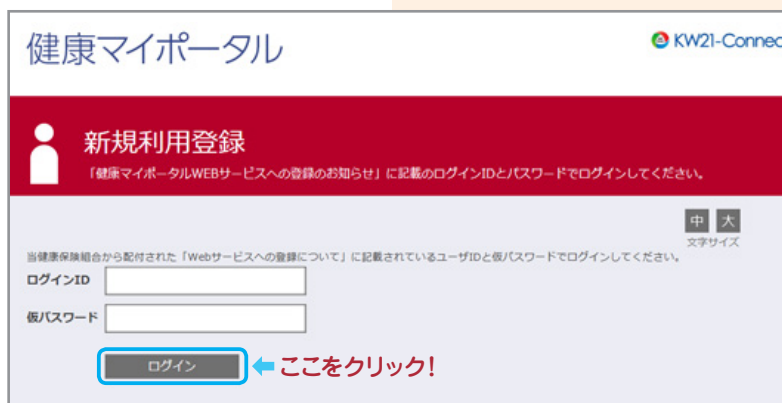 健康マイポータル
KW21-Connec
新規利用登録
「健康マイポータルWEBサービスへの登録のお知らせ」に記載のログインIDとパスワードでログインしてください。
中 大
文字サイズ
当健康保険組合から配付された「Webサービスへの登録について」に記載されているユーザIDと仮パスワードでログインしてください。
ログインID
仮パスワード
ログイン
ここをクリック!